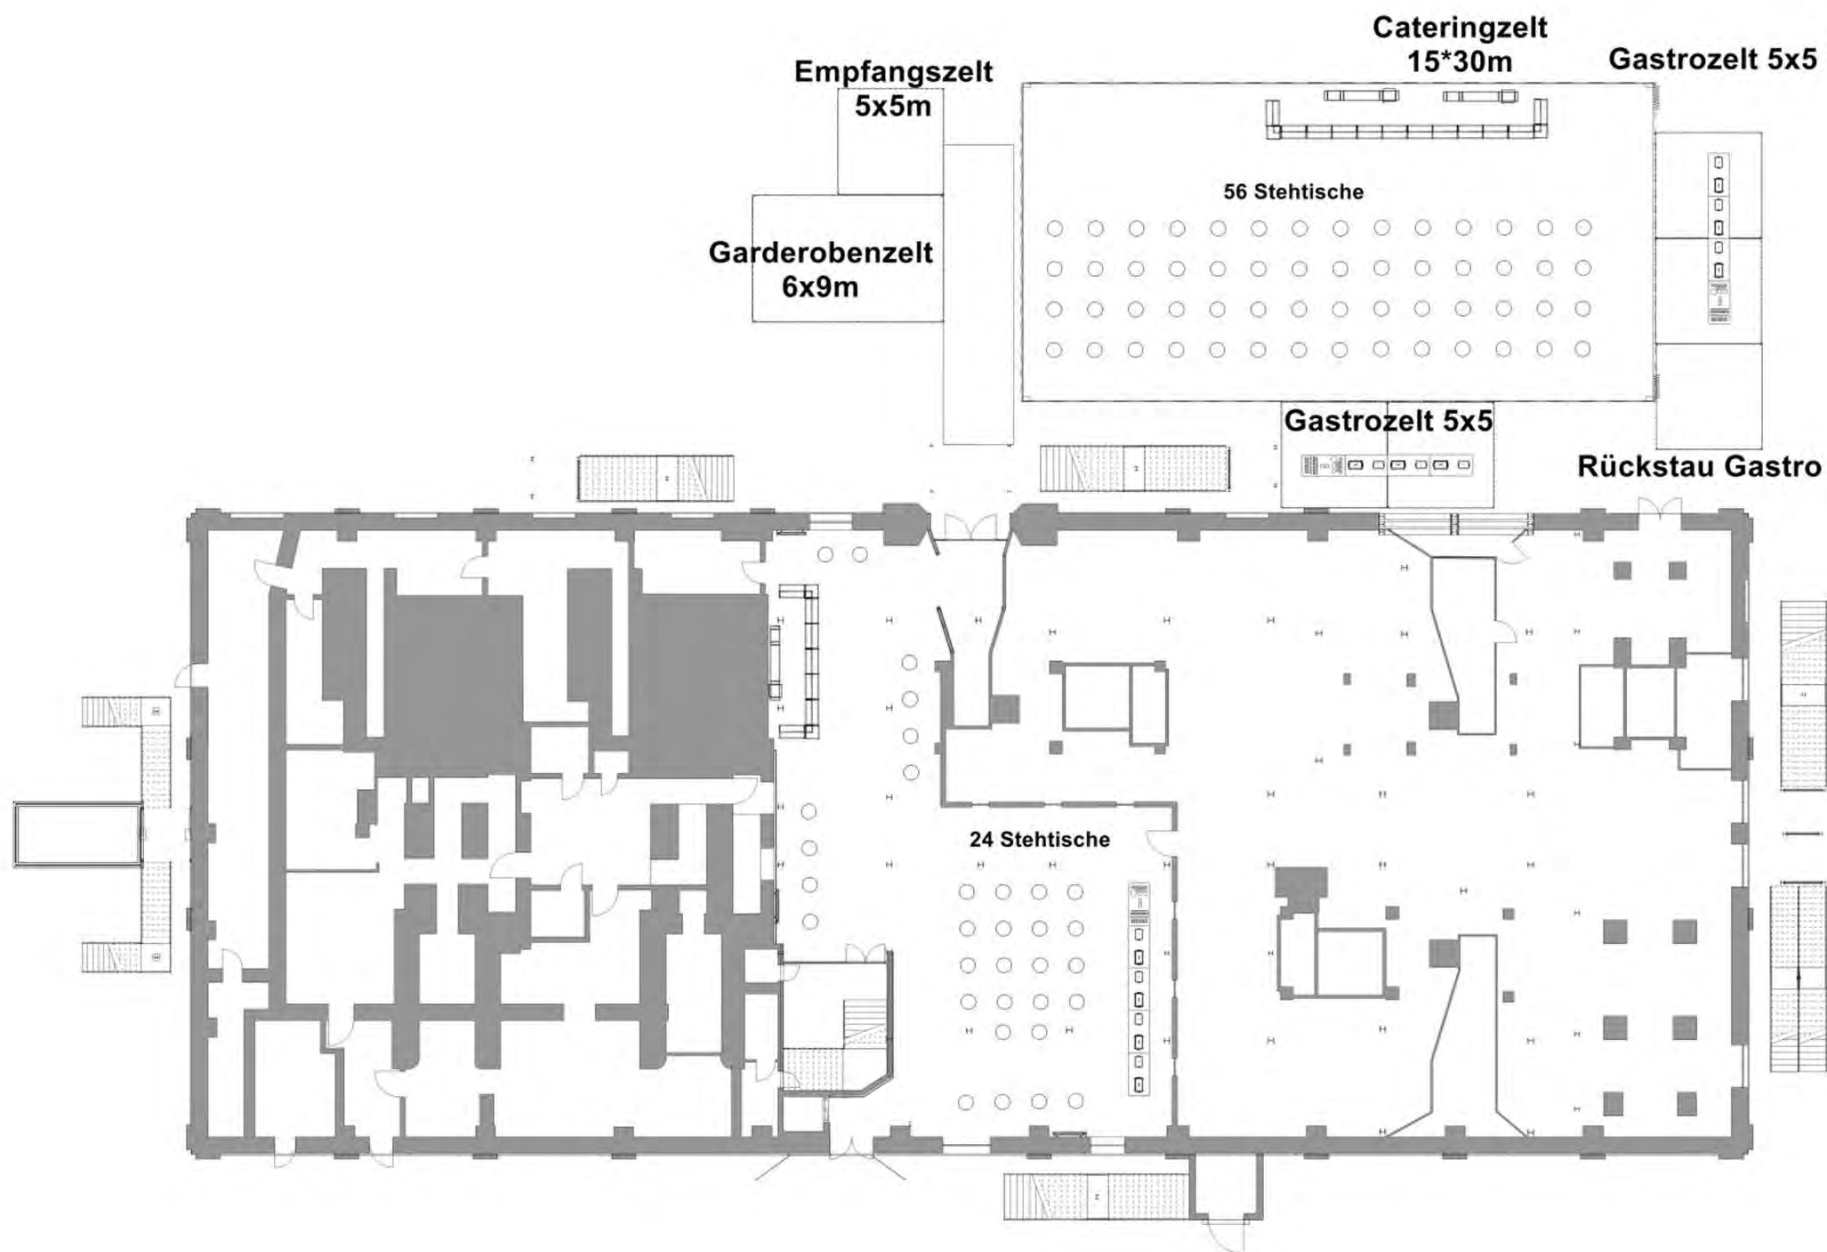 Cateringzelt
15*30m
Gastrozelt 5x5
Empfangszelt
5x5m
56 Stehtische
Garderobenzelt
6x9m
Gastrozelt 5x5
Rückstau Gastro
24 Stehtische